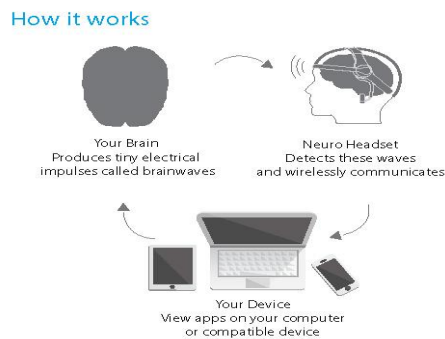 How it works
Your Brain
Produces tiny electrical
impulses called brainwaves
Neuro Headset
Detects these waves
and wirelessly communicates
Your Device
View apps on your computer
or compatible device